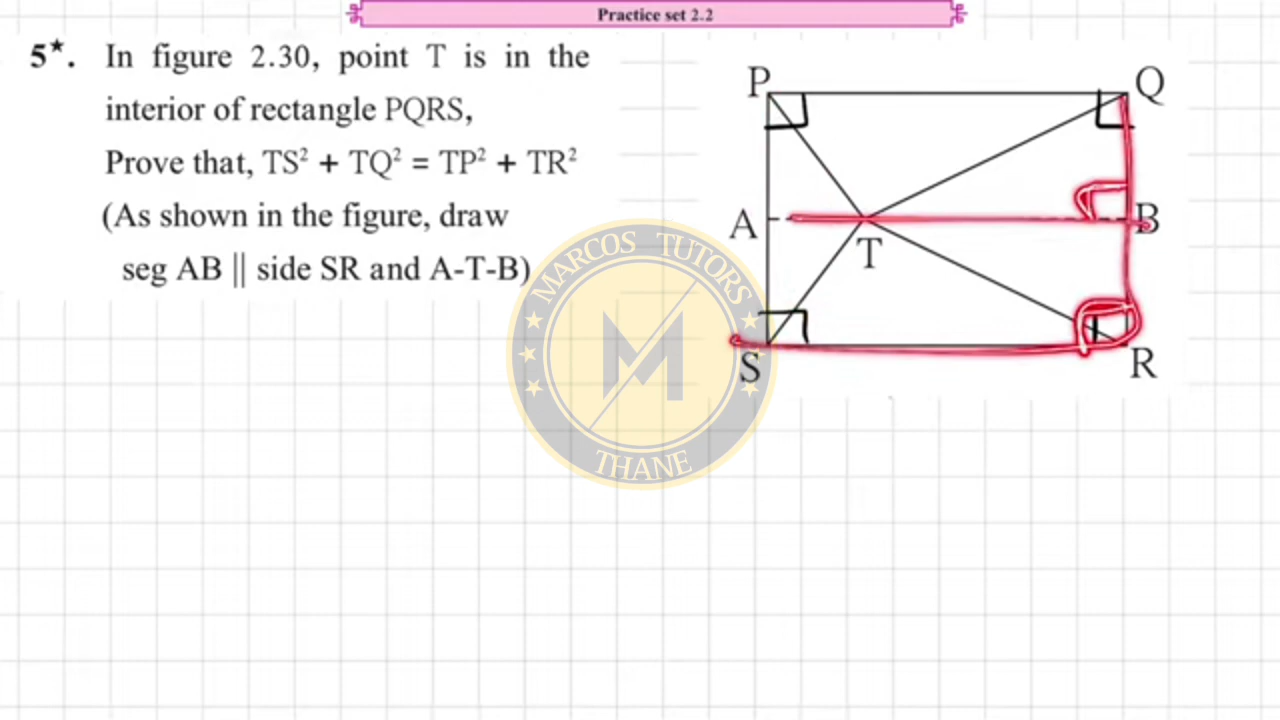 Practice set 2.2
5★. In figure 2.30, point T is in the
interior of rectangle PQRS,
Prove that, TS² + TQ² = TP² + TR²
(As shown in the figure, draw
seg AB || side SR and A-T-B)
P
Q
A
B
T
S
R
MARCOS TUTORS
M
THANE